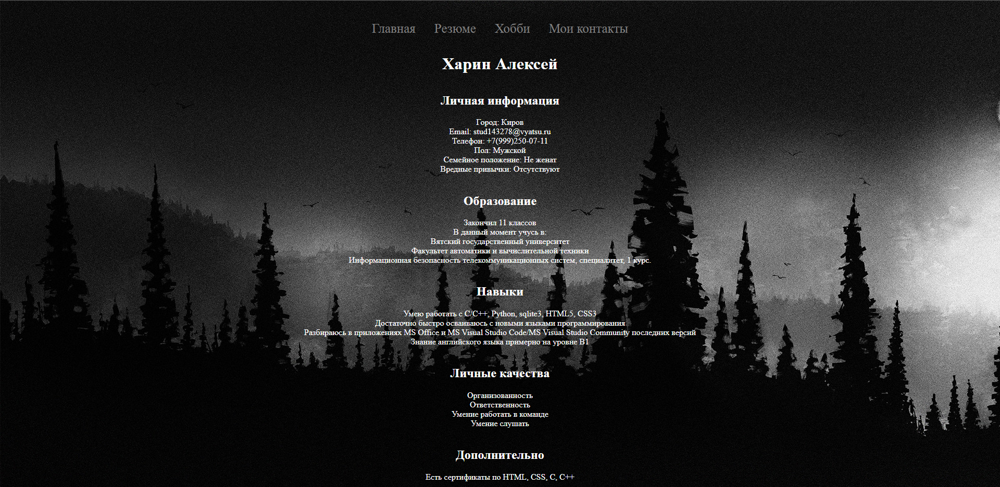 Главная Резюме Хобби Мои контакты
Харин Алексей
Личная информация
Город: Киров
Email: stud143278@vyatsu.ru
Телефон: +7(999)250-07-11
Пол: Мужской
Семейное положение: Не женат
Вредные привычки: Отсутствуют
Образование
Закончил 11 классов
В данный момент учусь в:
Вятский государственный университет
Факультет автоматики и вычислительной техники
Информационная безопасность телекоммуникационных систем, специалитет, 1 курс.
Навыки
Умею работать с C/C++, Python, sqlite3, HTML5, CSS3
Достаточно быстро осваиваюсь с новыми языками программирования
Разбираюсь в приложениях MS Office и MS Visual Studio Code/MS Visual Studio Community последних версий
Знание английского языка примерно на уровне B1
Личные качества
Организованность
Ответственность
Умение работать в команде
Умение слушать
Дополнительно
Есть сертификаты по HTML, CSS, C, C++